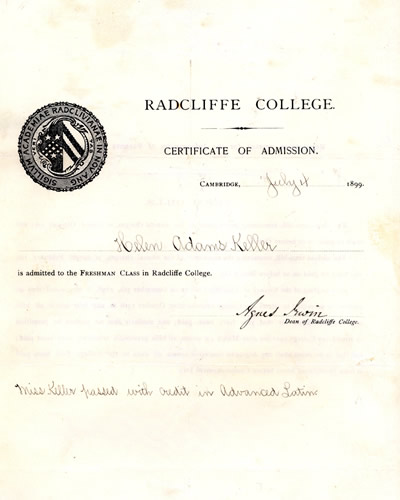 RADCLIFFE COLLEGE.
CERTIFICATE OF ADMISSION.
CAMBRIDGE, July 4 1899.
Helen Adams Keller
is admitted to the FRESHMAN CLASS in Radcliffe College.
Agnes Irwin
Dean of Radcliffe College.
Miss Keller passed with credit in Advanced Latin.